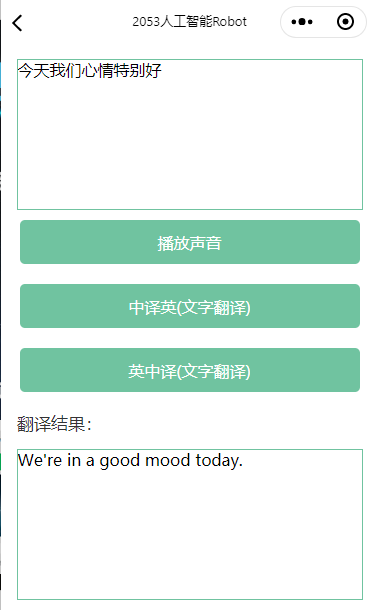 2053人工智能Robot
今天我们心情特别好
播放声音
中译英(文字翻译)
英中译(文字翻译)
翻译结果：
We're in a good mood today.